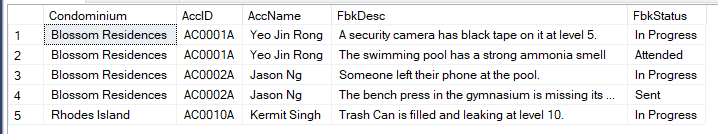 Condominium AccID AccName FbkDesc FbkStatus
1 Blossom Residences AC0001A Yeo Jin Rong A security camera has black tape on it at level 5. In Progress
2 Blossom Residences AC0001A Yeo Jin Rong The swimming pool has a strong ammonia smell Attended
3 Blossom Residences AC0002A Jason Ng Someone left their phone at the pool. In Progress
4 Blossom Residences AC0002A Jason Ng The bench press in the gymnasium is missing its ... Sent
5 Rhodes Island AC0010A Kermit Singh Trash Can is filled and leaking at level 10. In Progress